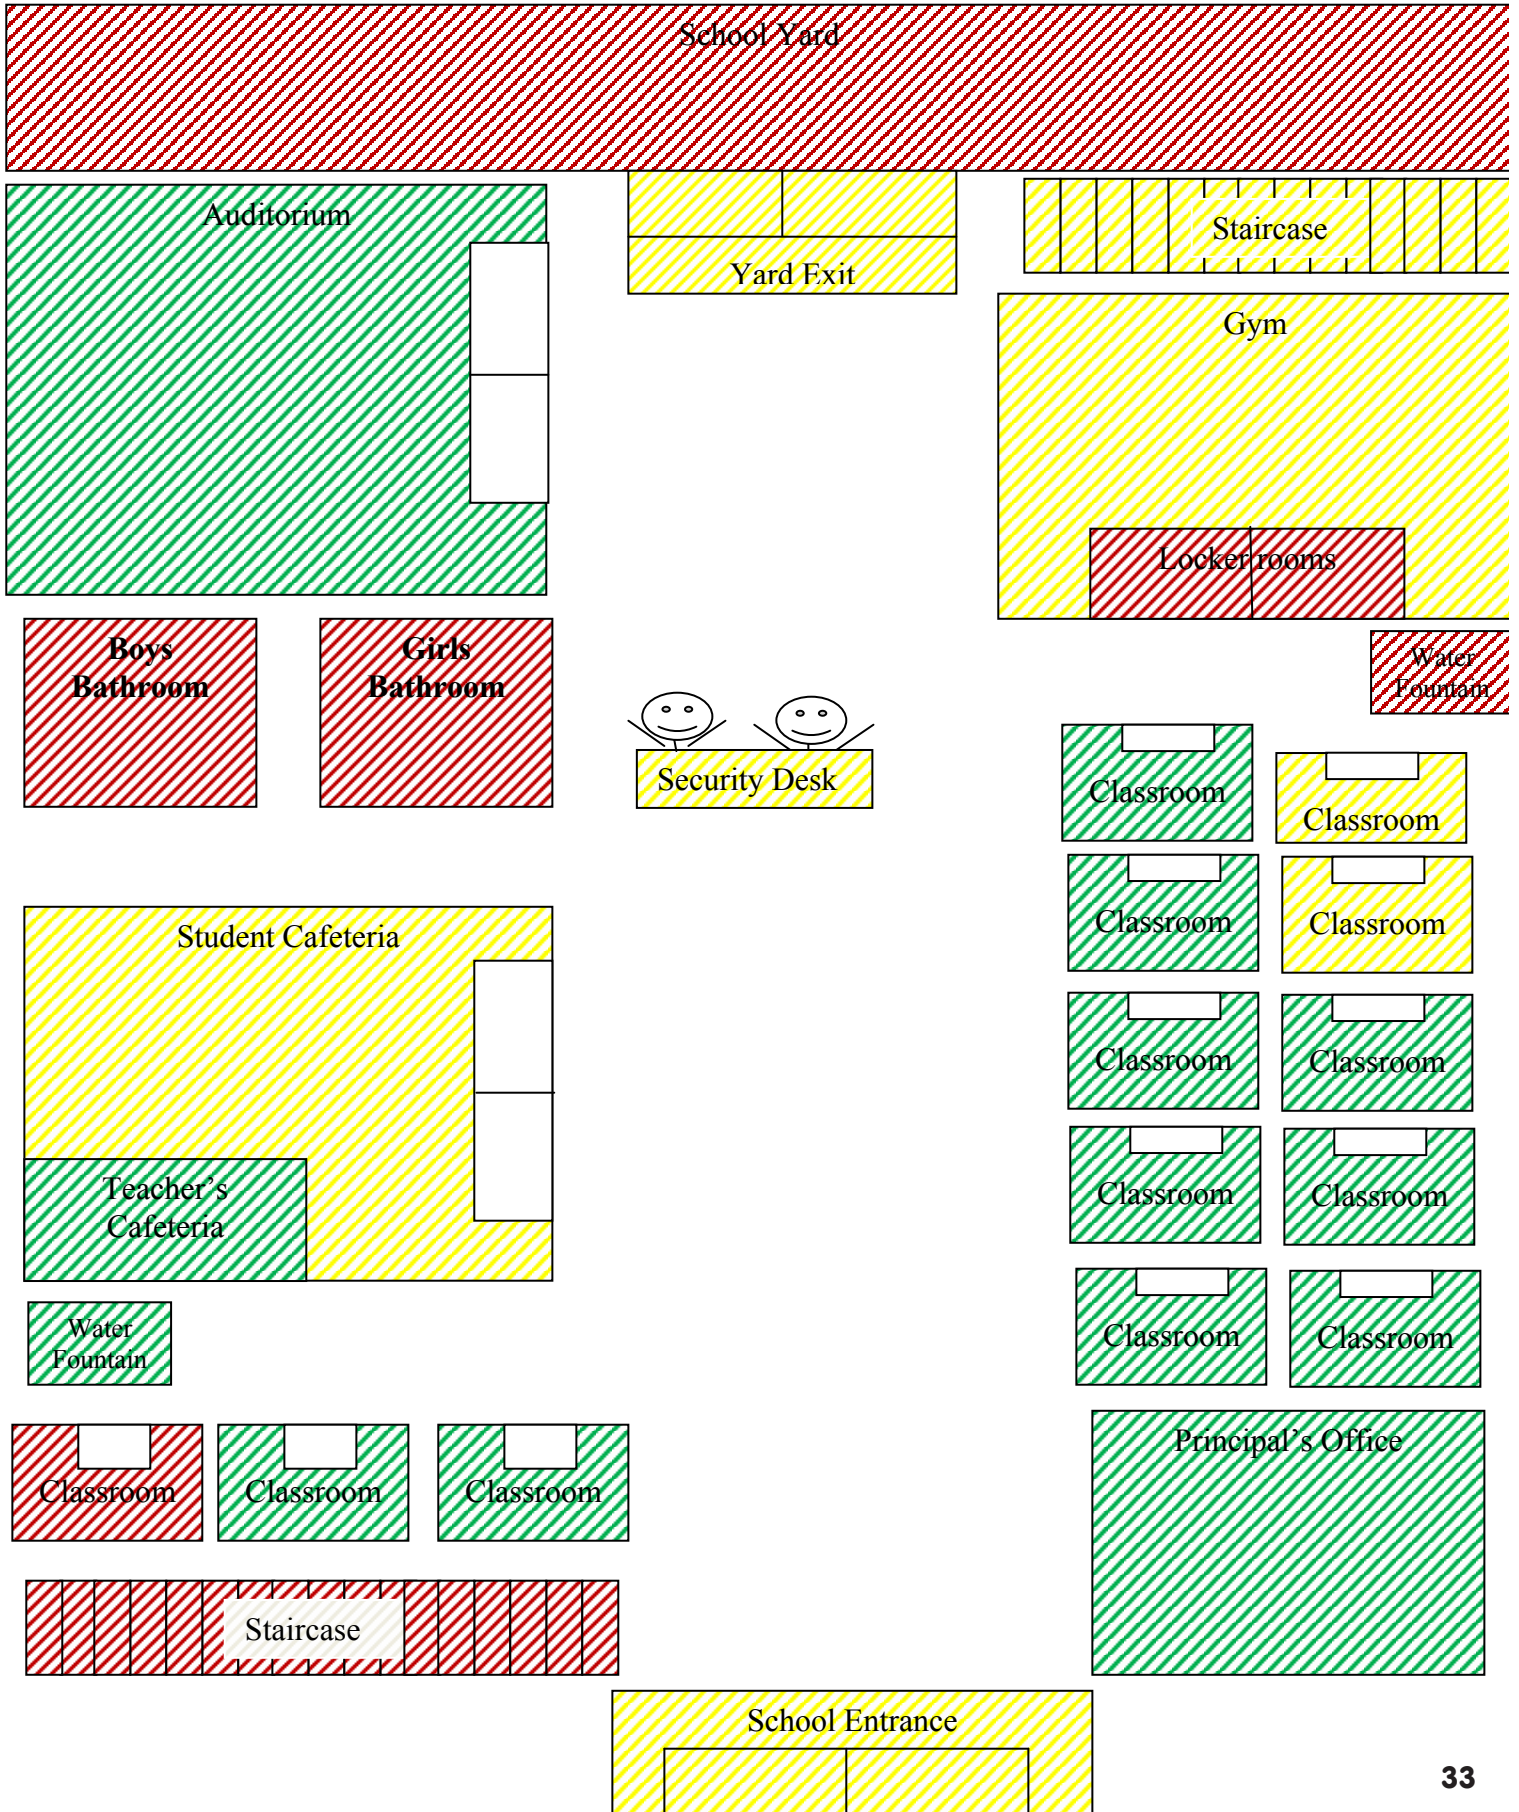 School Yard
Auditorium
Yard Exit
Staircase
Gym
Locker rooms
Boys
Bathroom
Girls
Bathroom
Water
Fountain
Security Desk
Classroom
Classroom
Student Cafeteria
Classroom
Classroom
Classroom
Classroom
Teacher's
Cafeteria
Classroom
Classroom
Water
Fountain
Classroom
Classroom
Classroom
Classroom
Classroom
Principal's Office
Staircase
School Entrance
33